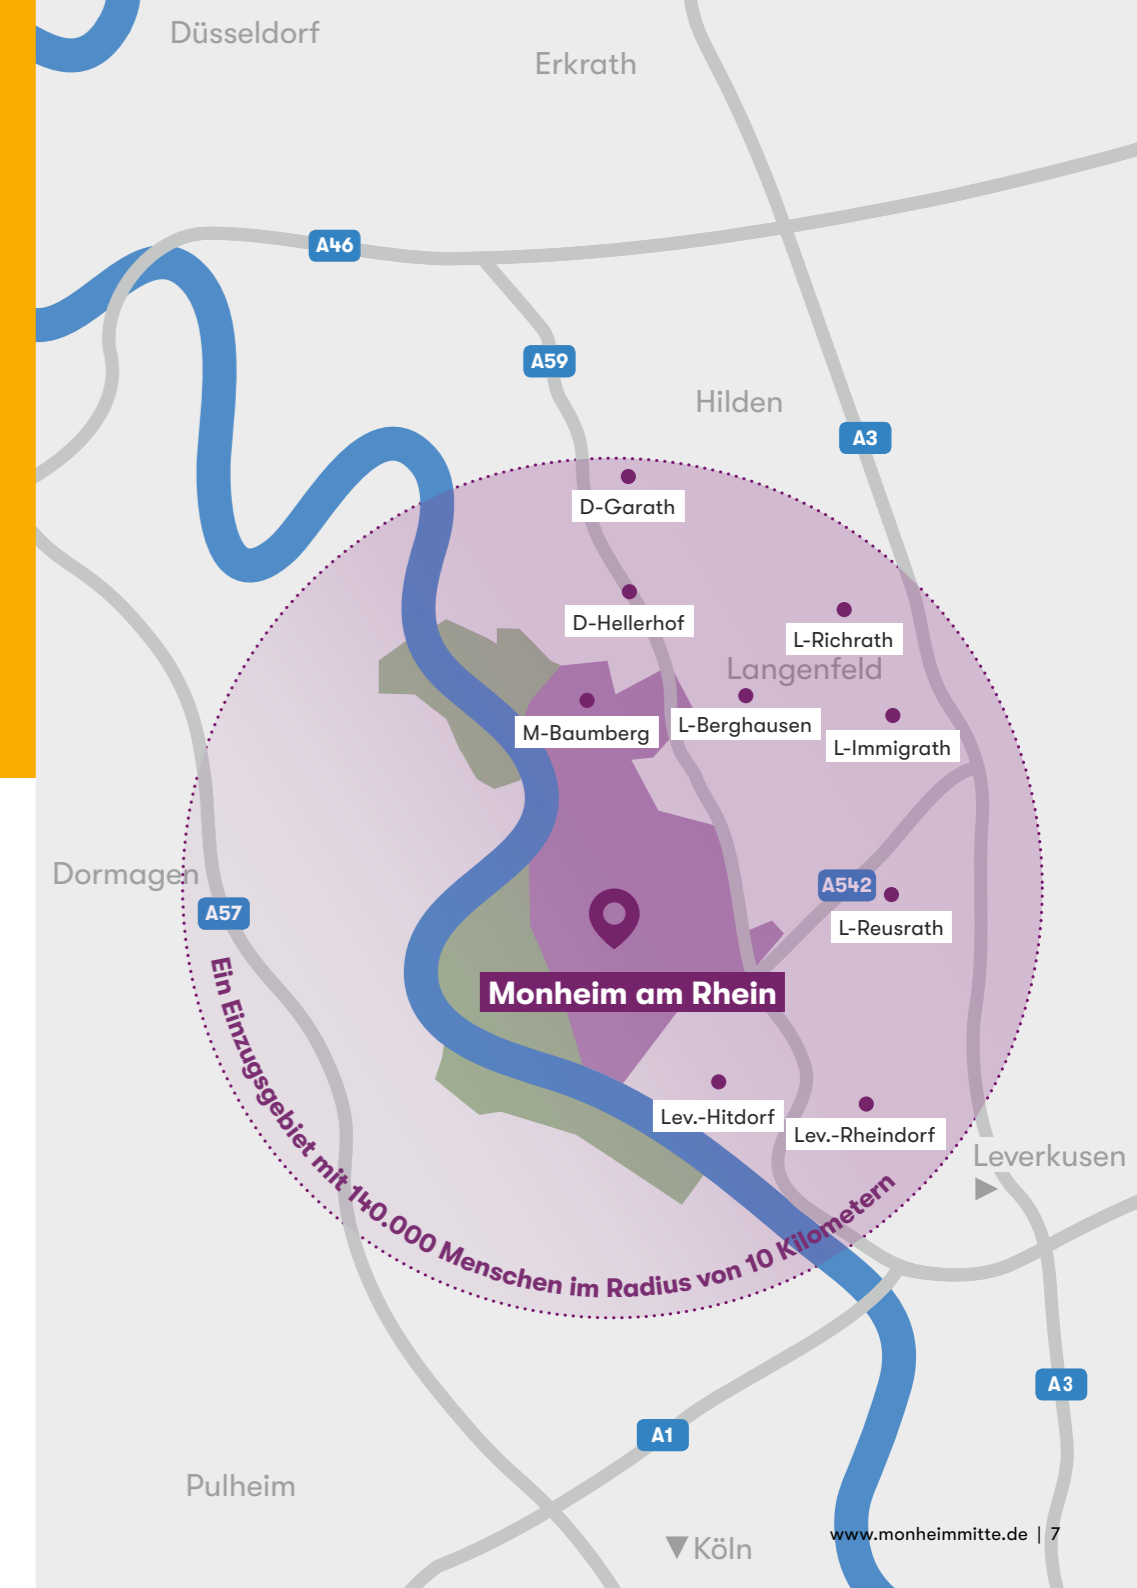 Düsseldorf
Erkrath
A46
A59
Hilden
A3
D-Garath
D-Hellerhof
L-Richrath
Langenfeld
M-Baumberg
L-Berghausen
L-Immigrath
Dormagen
A57
A542
L-Reusrath
Monheim am Rhein
Lev.-Hitdorf
Lev.-Rheindorf
Leverkusen
Ein Einzugsgebiet mit 140.000 Menschen im Radius von 10 Kilometern
A3
A1
Pulheim
Köln
www.monheimmitte.de | 7